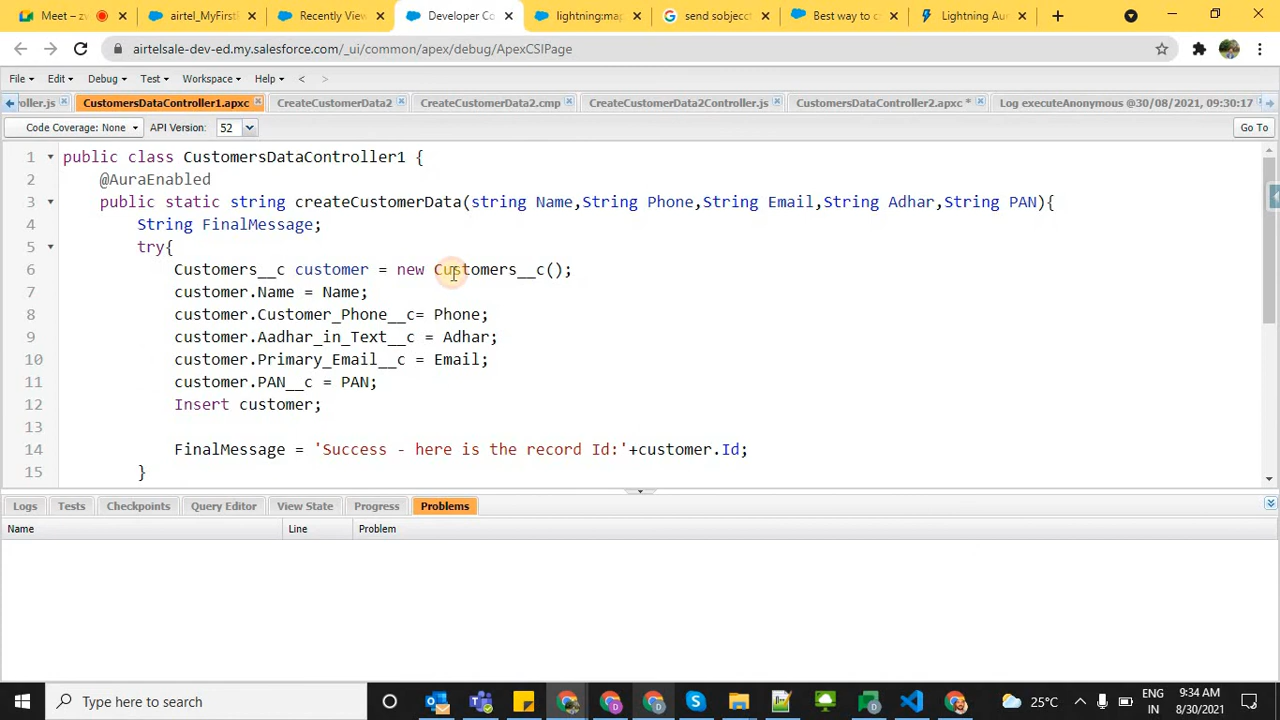 Meet – zv
airtel_MyFirst
Recently View
Developer Co
lightning:map
send sobject
Best way to c
Lightning Au
airtelsale-dev-ed.my.salesforce.com/_ui/common/apex/debug/ApexCSIPage
File Edit Debug Test Workspace Help < >
roller.js CustomersDataController1.apxc CreateCustomerData2 CreateCustomerData2.cmp CreateCustomerData2Controller.js CustomersDataController2.apxc * Log executeAnonymous @30/08/2021, 09:30:17
Code Coverage: None API Version: 52 Go To
1 public class CustomersDataController1 {
2 @AuraEnabled
3 public static string createCustomerData(string Name,String Phone,String Email,String Adhar,String PAN){
4 String FinalMessage;
5 try{
6 Customers__c customer = new Customers__c();
7 customer.Name = Name;
8 customer.Customer_Phone__c= Phone;
9 customer.Aadhar_in_Text__c = Adhar;
10 customer.Primary_Email__c = Email;
11 customer.PAN__c = PAN;
12 Insert customer;
13
14 FinalMessage = 'Success - here is the record Id:'+customer.Id;
15 }
Logs Tests Checkpoints Query Editor View State Progress Problems
Name Line Problem
Type here to search
25°C
ENG
IN
9:34 AM
8/30/2021